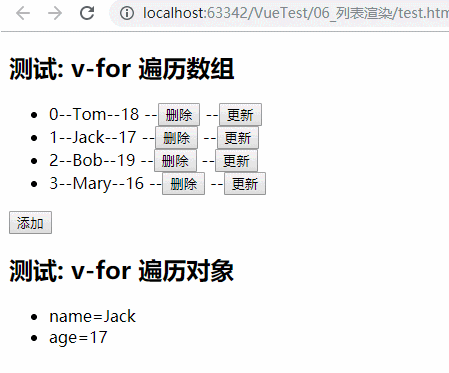 localhost:63342/VueTest/06_列表渲染/test.htm
测试: v-for 遍历数组
0--Tom--18 --删除 --更新
1--Jack--17 --删除 --更新
2--Bob--19 --删除 --更新
3--Mary--16 --删除 --更新
添加
测试: v-for 遍历对象
name=Jack
age=17